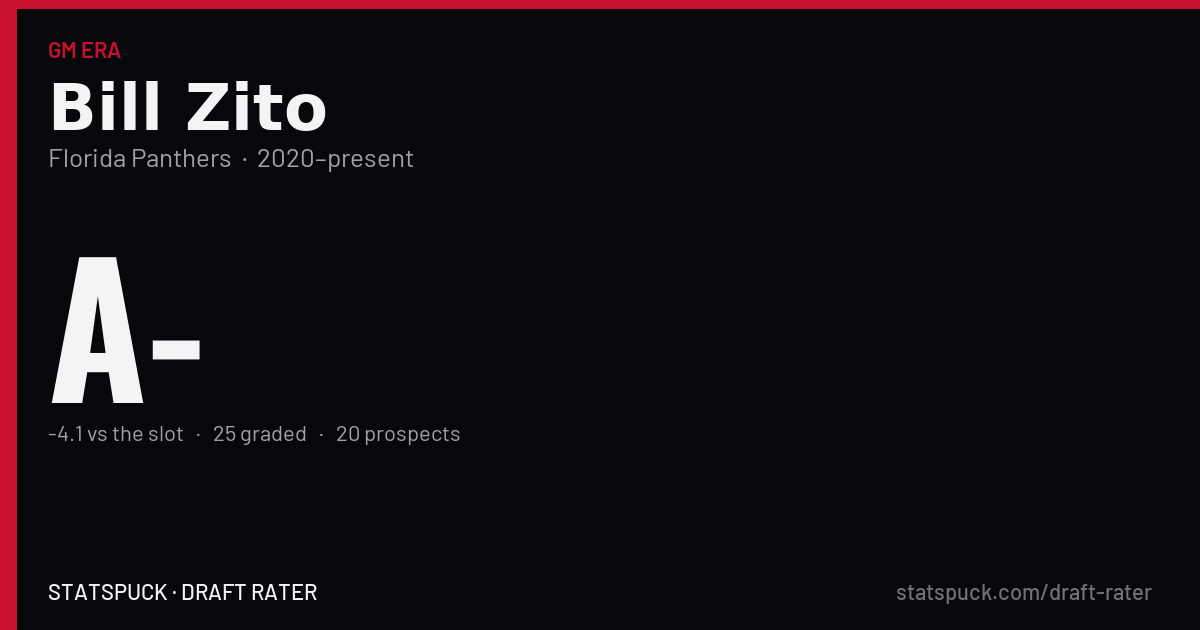 GM ERA
Bill Zito
Florida Panthers · 2020–present
A-
-4.1 vs the slot · 25 graded · 20 prospects
STATSPUCK · DRAFT RATER
statspuck.com/draft-rater